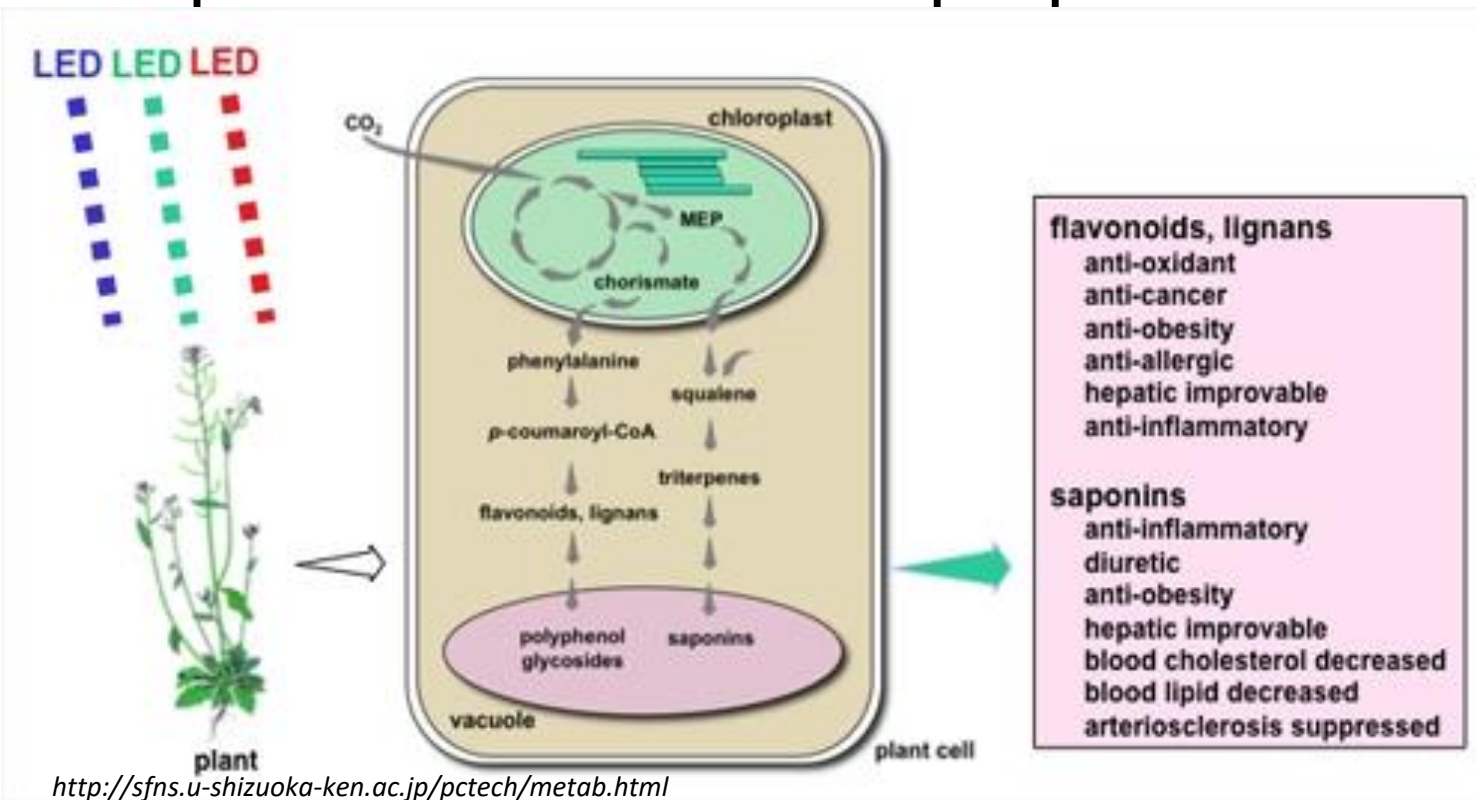 LED LED LED
CO₂
chloroplast
MEP
chorismate
phenylalanine
squalene
p-coumaroyl-CoA
triterpenes
flavonoids, lignans
polyphenol
glycosides
saponins
vacuole
plant cell
plant
flavonoids, lignans
anti-oxidant
anti-cancer
anti-obesity
anti-allergic
hepatic improvable
anti-inflammatory
saponins
anti-inflammatory
diuretic
anti-obesity
hepatic improvable
blood cholesterol decreased
blood lipid decreased
arteriosclerosis suppressed
http://sfns.u-shizuoka-ken.ac.jp/pctech/metab.html